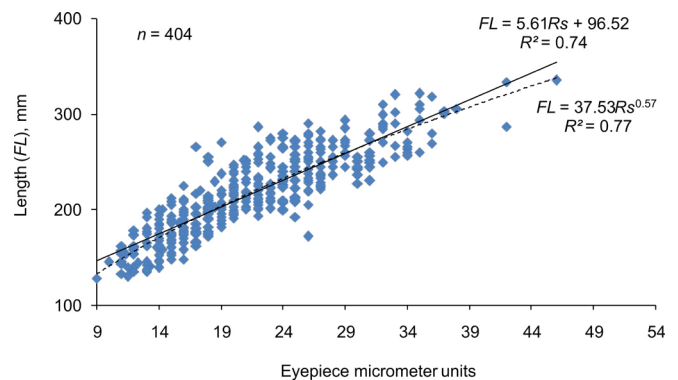 400
FL = 5.61Rs + 96.52
R² = 0.74
n = 404
300
FL = 37.53Rs^0.57
R² = 0.77
Length (FL), mm
200
100
9 14 19 24 29 34 39 44 49 54
Eyepiece micrometer units